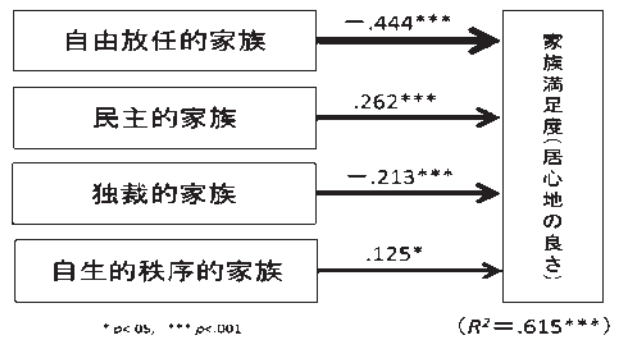 自由放任的家族
－.444***
民主的家族
.262***
独裁的家族
－.213***
自生的秩序的家族
.125*
家族満足度(居心地の良さ)
* p<.05, *** p<.001
(R²＝.615***)